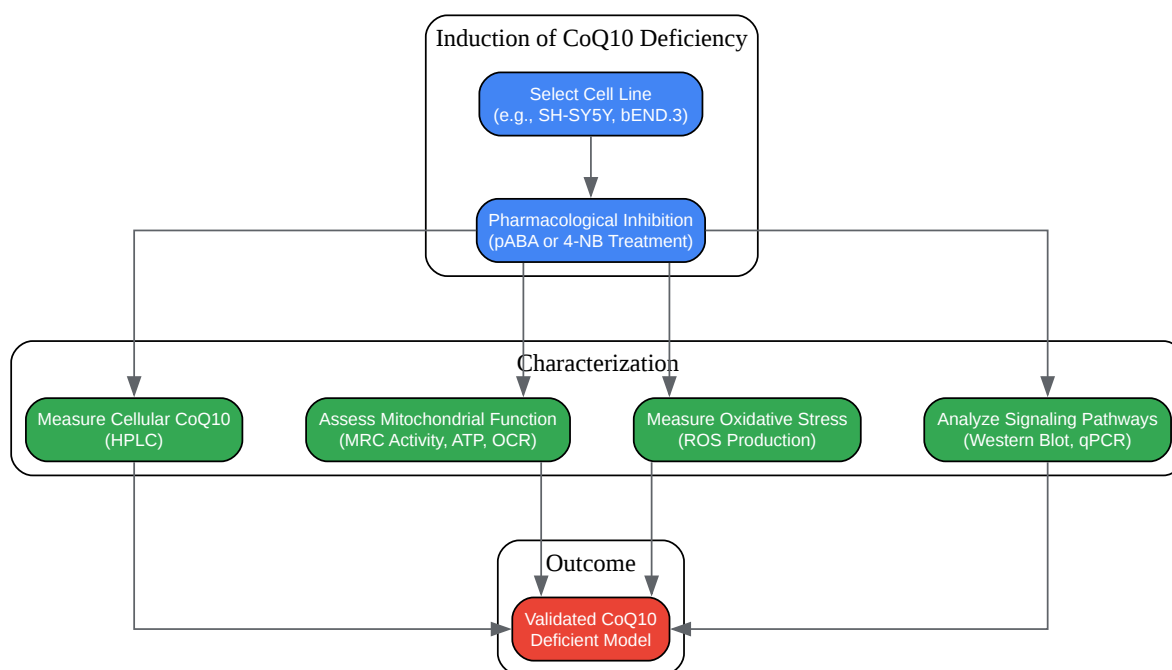 Induction of CoQ10 Deficiency
Select Cell Line
(e.g., SH-SY5Y, bEND.3)
Pharmacological Inhibition
(pABA or 4-NB Treatment)
Characterization
Measure Cellular CoQ10
(HPLC)
Assess Mitochondrial Function
(MRC Activity, ATP, OCR)
Measure Oxidative Stress
(ROS Production)
Analyze Signaling Pathways
(Western Blot, qPCR)
Outcome
Validated CoQ10
Deficient Model